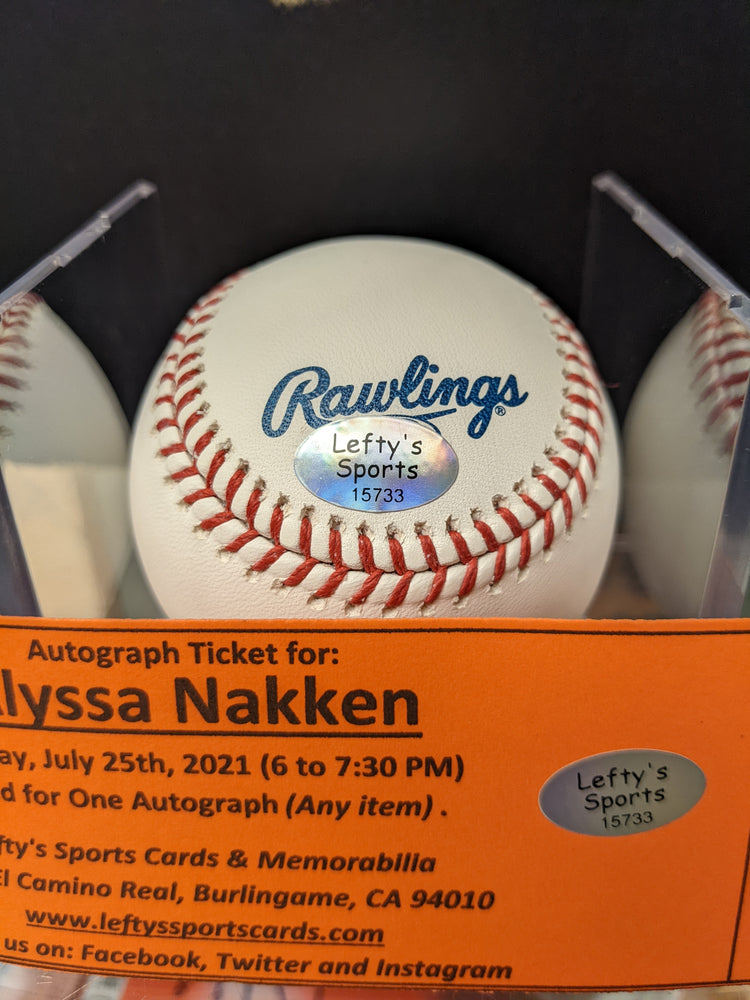 Rawlings®
Lefty's
Sports
15733
Autograph Ticket for:
lyssa Nakken
ay, July 25th, 2021 (6 to 7:30 PM)
d for One Autograph (Any item) .
fty's Sports Cards & Memorabilia
El Camino Real, Burlingame, CA 94010
www.leftyssportscards.com
us on: Facebook, Twitter and Instagram
Lefty's
Sports
15733